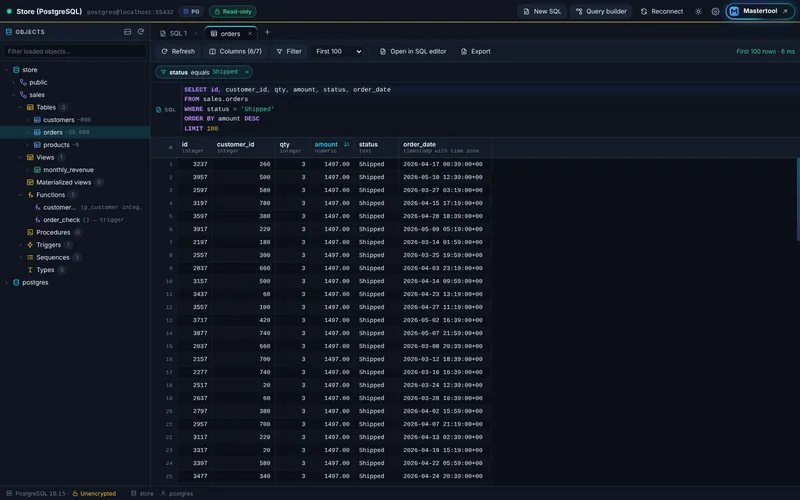 Store (PostgreSQL) postgres@localhost:55432 PG Read-only New SQL Query builder Reconnect Mastertool
OBJECTS
SQL 1
orders
Filter loaded objects...
Refresh Columns (6/7) Filter First 100 Open in SQL editor Export First 100 rows · 6 ms
store
public
sales
Tables 3
customers ~800
orders ~20.000
products ~6
Views 1
monthly_revenue
Materialized views 0
Functions 2
customer... (p_customer integ...
order_check () → trigger
Procedures 0
Triggers 1
Sequences 3
Types 0
postgres
status equals Shipped ×
SQL
SELECT id, customer_id, qty, amount, status, order_date
FROM sales.orders
WHERE status = 'Shipped'
ORDER BY amount DESC
LIMIT 100
# id customer_id qty amount status order_date
integer integer integer numeric text timestamp with time zone
1 3237 260 3 1497.00 Shipped 2026-04-17 00:39:00+00
2 3957 500 3 1497.00 Shipped 2026-05-10 12:39:00+00
3 2597 580 3 1497.00 Shipped 2026-03-27 03:19:00+00
4 3197 780 3 1497.00 Shipped 2026-04-15 17:19:00+00
5 3597 380 3 1497.00 Shipped 2026-04-28 18:39:00+00
6 3917 220 3 1497.00 Shipped 2026-05-09 05:19:00+00
7 2197 180 3 1497.00 Shipped 2026-03-14 01:59:00+00
8 2557 300 3 1497.00 Shipped 2026-03-25 19:59:00+00
9 2837 660 3 1497.00 Shipped 2026-04-03 23:19:00+00
10 3157 500 3 1497.00 Shipped 2026-04-14 09:59:00+00
11 3437 60 3 1497.00 Shipped 2026-04-23 13:19:00+00
12 3557 100 3 1497.00 Shipped 2026-04-27 11:19:00+00
13 3717 420 3 1497.00 Shipped 2026-05-02 16:39:00+00
14 3877 740 3 1497.00 Shipped 2026-05-07 21:59:00+00
15 2037 660 3 1497.00 Shipped 2026-03-08 20:39:00+00
16 2157 700 3 1497.00 Shipped 2026-03-12 18:39:00+00
17 2277 740 3 1497.00 Shipped 2026-03-16 16:39:00+00
18 2517 20 3 1497.00 Shipped 2026-03-24 12:39:00+00
19 2637 60 3 1497.00 Shipped 2026-03-28 10:39:00+00
20 2797 380 3 1497.00 Shipped 2026-04-02 15:59:00+00
21 2957 700 3 1497.00 Shipped 2026-04-07 21:19:00+00
22 3117 220 3 1497.00 Shipped 2026-04-13 02:39:00+00
23 3317 20 3 1497.00 Shipped 2026-04-19 15:19:00+00
24 3397 580 3 1497.00 Shipped 2026-04-22 05:59:00+00
25 3477 340 3 1497.00 Shipped 2026-04-24 20:39:00+00
PostgreSQL 16.15 Unencrypted store postgres